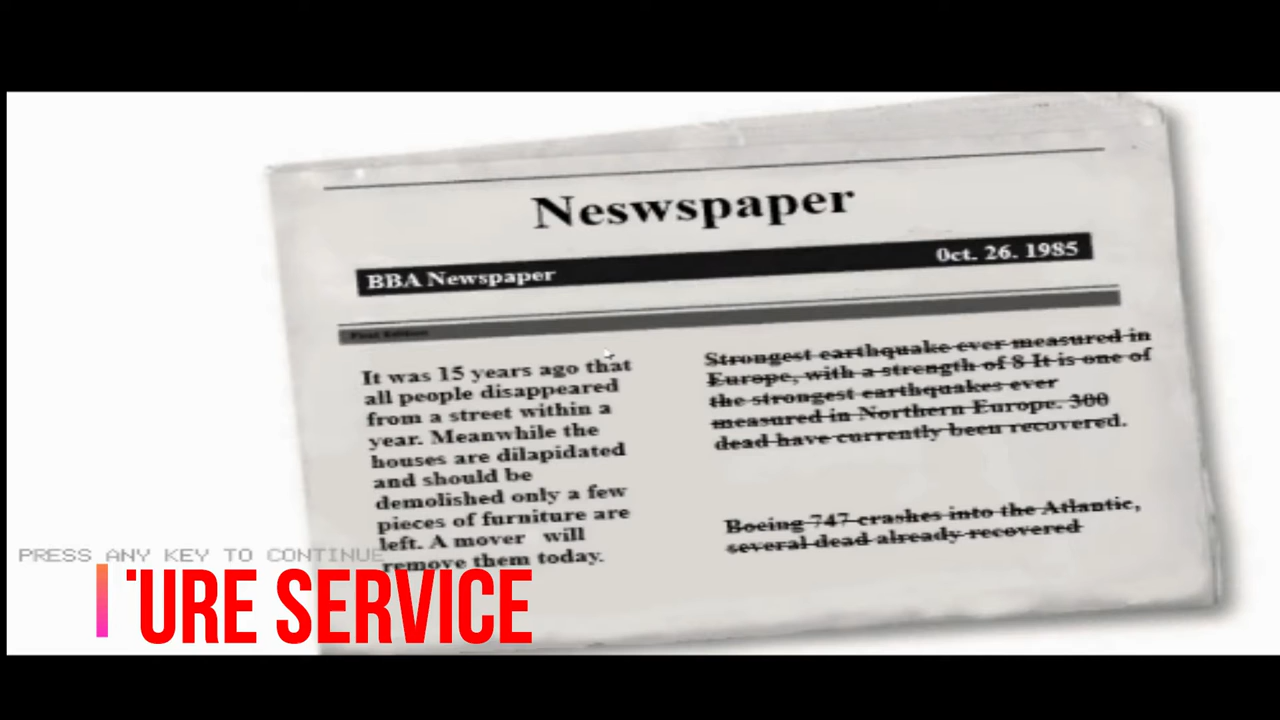 Neswspaper
BBA Newspaper
Oct. 26. 1985
First Edition
It was 15 years ago that
all people disappeared
from a street within a
year. Meanwhile the
houses are dilapidated
and should be
demolished only a few
pieces of furniture are
left. A mover will
remove them today.
Strongest earthquake ever measured in
Europe, with a strength of 8 It is one of
the strongest earthquakes ever
measured in Northern Europe. 300
dead have currently been recovered.
Boeing 747 crashes into the Atlantic,
several dead already recovered
PRESS ANY KEY TO CONTINUE
URE SERVICE